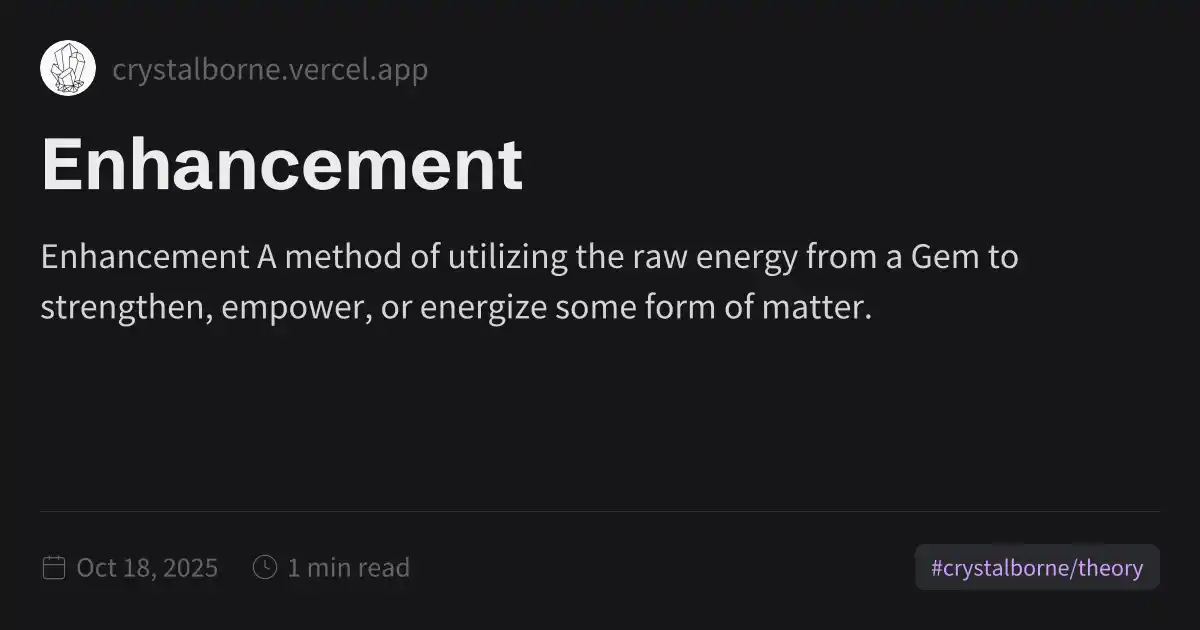 crystalborne.vercel.app
Enhancement
Enhancement A method of utilizing the raw energy from a Gem to
strengthen, empower, or energize some form of matter.
Oct 18, 2025 1 min read
#crystalborne/theory